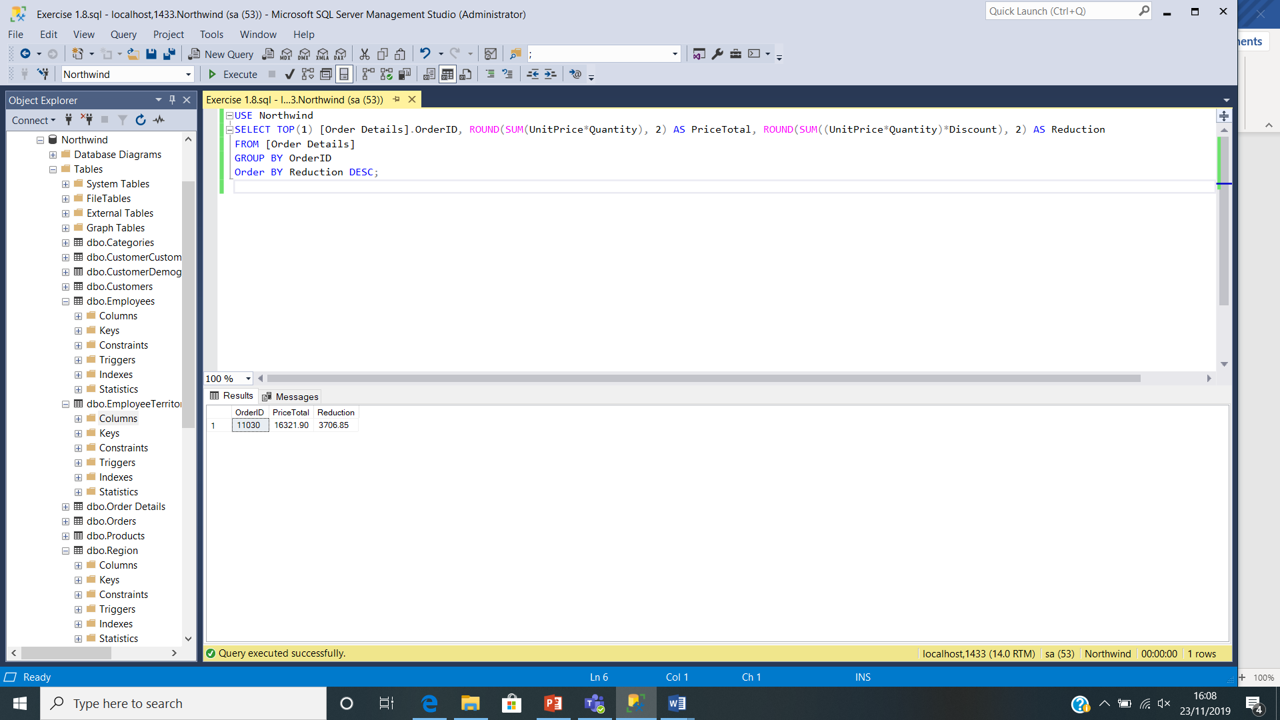 Exercise 1.8.sql - localhost,1433.Northwind (sa (53)) - Microsoft SQL Server Management Studio (Administrator)
Quick Launch (Ctrl+Q)
File Edit View Query Project Tools Window Help
New Query
MDX DMX XMLA DAX
;
Northwind
Execute
Object Explorer
Connect
Northwind
Database Diagrams
Tables
System Tables
FileTables
External Tables
Graph Tables
dbo.Categories
dbo.CustomerCustom
dbo.CustomerDemog
dbo.Customers
dbo.Employees
Columns
Keys
Constraints
Triggers
Indexes
Statistics
dbo.EmployeeTerrito
Columns
Keys
Constraints
Triggers
Indexes
Statistics
dbo.Order Details
dbo.Orders
dbo.Products
dbo.Region
Columns
Keys
Constraints
Triggers
Indexes
Statistics
Exercise 1.8.sql - l...3.Northwind (sa (53))
USE Northwind
SELECT TOP(1) [Order Details].OrderID, ROUND(SUM(UnitPrice*Quantity), 2) AS PriceTotal, ROUND(SUM((UnitPrice*Quantity)*Discount), 2) AS Reduction
FROM [Order Details]
GROUP BY OrderID
Order BY Reduction DESC;
100 %
Results Messages
OrderID PriceTotal Reduction
1 11030 16321.90 3706.85
Query executed successfully.
localhost,1433 (14.0 RTM) sa (53) Northwind 00:00:00 1 rows
Ready Ln 6 Col 1 Ch 1 INS
nents
100%
Type here to search
16:08
23/11/2019
4